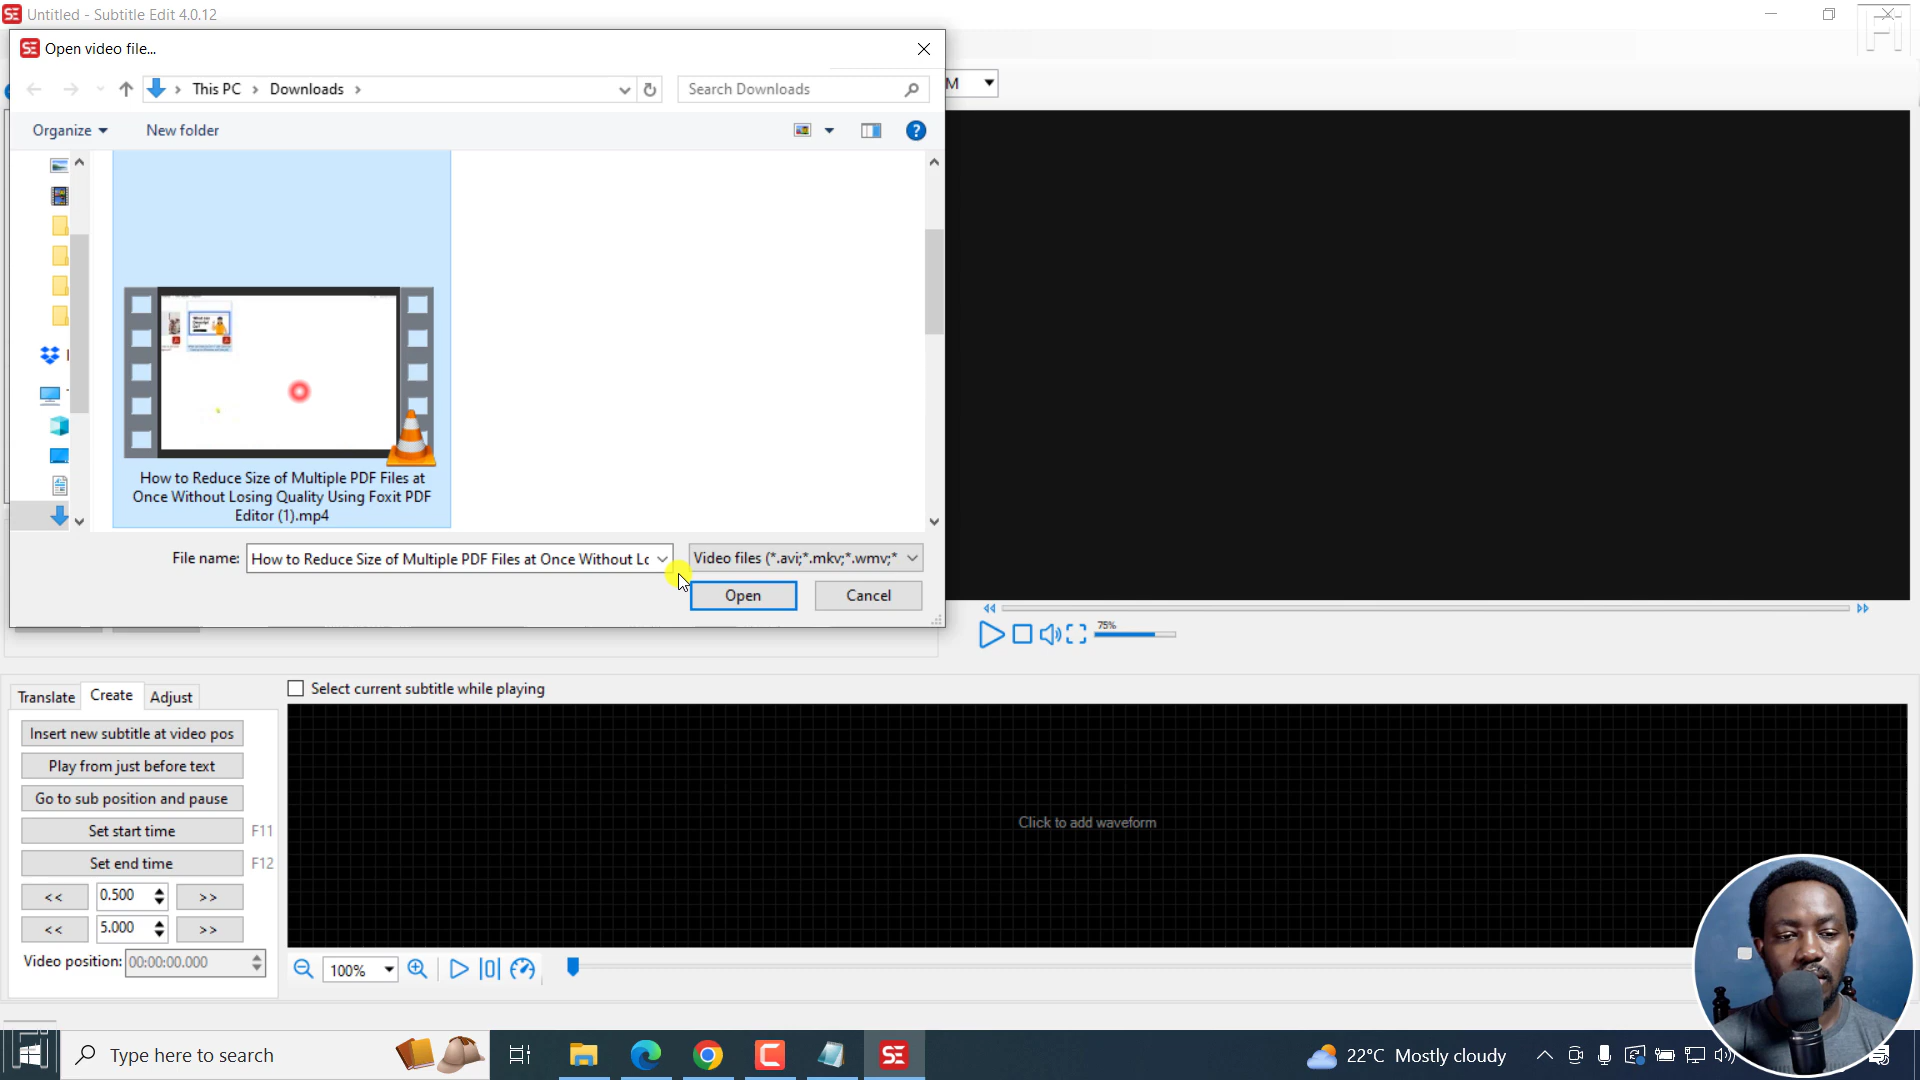 Untitled - Subtitle Edit 4.0.12
Open video file...
This PC > Downloads >
Search Downloads
M
Organize
New folder
How to Reduce Size of Multiple PDF Files at
Once Without Losing Quality Using Foxit PDF
Editor (1).mp4
File name:
How to Reduce Size of Multiple PDF Files at Once Without Lo
Video files (*.avi;*.mkv;*.wmv;*
Open
Cancel
75%
Translate
Create
Adjust
Select current subtitle while playing
Insert new subtitle at video pos
Play from just before text
Go to sub position and pause
Set start time
F11
Set end time
F12
<<
0.500
>>
<<
5.000
>>
Video position:
00:00:00.000
Click to add waveform
100%
Type here to search
SE
22°C Mostly cloudy